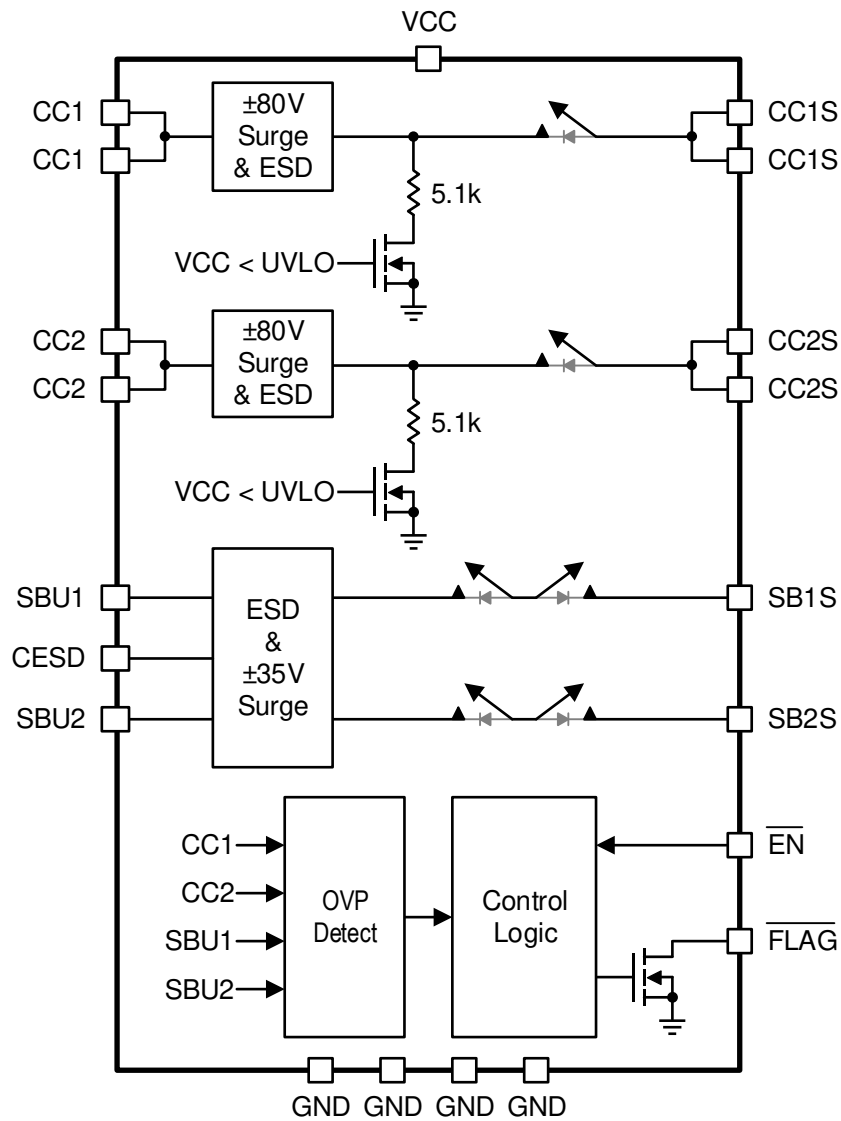 VCC
CC1
CC1
±80V
Surge
& ESD
CC1S
CC1S
5.1k
VCC < UVLO
CC2
CC2
±80V
Surge
& ESD
CC2S
CC2S
5.1k
VCC < UVLO
SBU1
CESD
SBU2
ESD
&
±35V
Surge
SB1S
SB2S
CC1
CC2
SBU1
SBU2
OVP
Detect
Control
Logic
EN
FLAG
GND GND GND GND